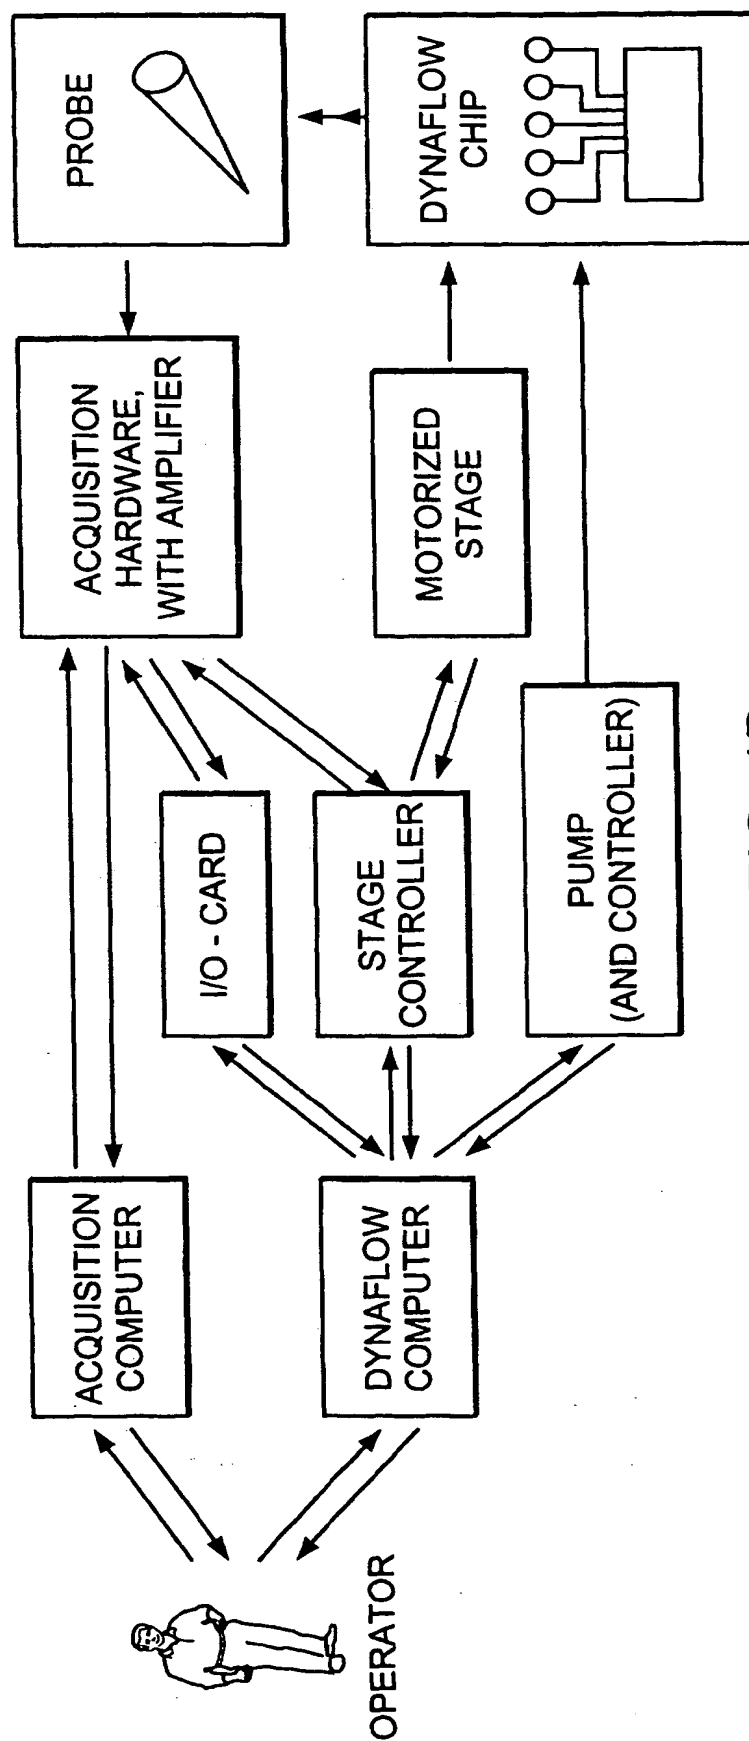 OPERATOR
ACQUISITION
COMPUTER
DYNAFLOW
COMPUTER
I/O - CARD
STAGE
CONTROLLER
PUMP
(AND CONTROLLER)
ACQUISITION
HARDWARE,
WITH AMPLIFIER
MOTORIZED
STAGE
PROBE
DYNAFLOW
CHIP